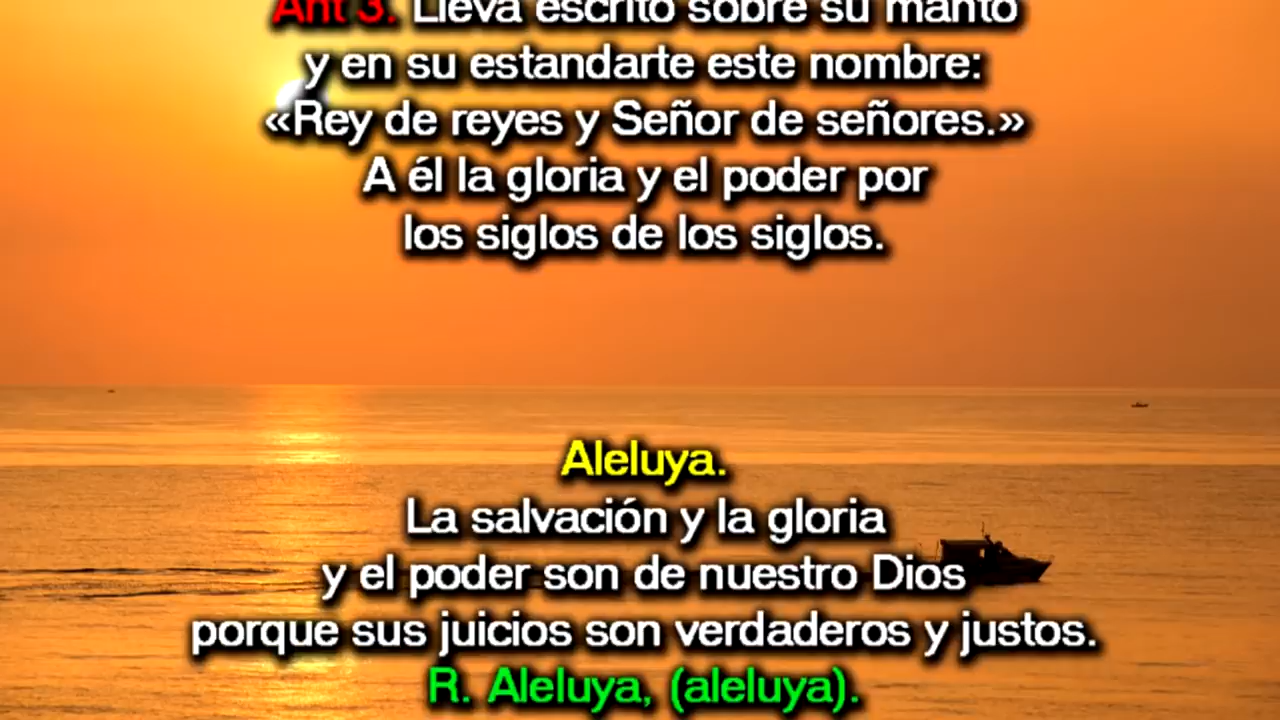 Ant 3. Lleva escrito sobre su manto
y en su estandarte este nombre:
«Rey de reyes y Señor de señores.»
A él la gloria y el poder por
los siglos de los siglos.
Aleluya.
La salvación y la gloria
y el poder son de nuestro Dios
porque sus juicios son verdaderos y justos.
R. Aleluya, (aleluya).